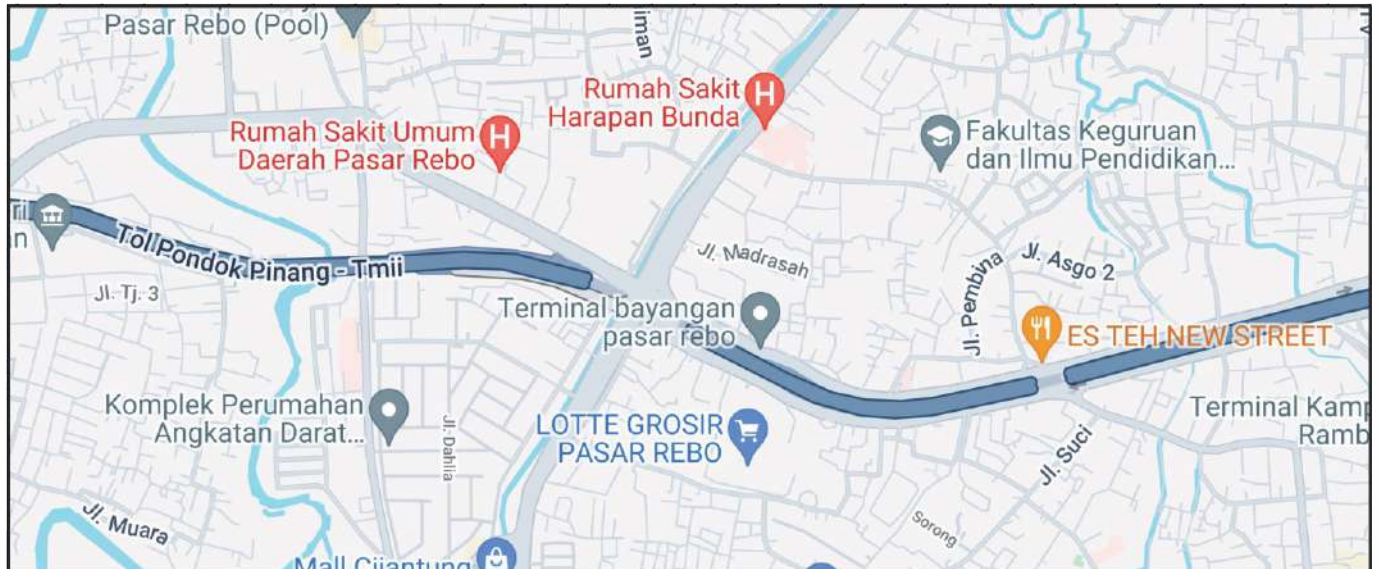 Pasar Rebo (Pool)
iman
Rumah Sakit
Harapan Bunda
Rumah Sakit Umum
Daerah Pasar Rebo
Fakultas Keguruan
dan Ilmu Pendidikan...
Tol Pondok Pinang - Tmii
Jl. Tj. 3
Jl. Madrasah
Jl. Asgo 2
Jl. Pembina
Terminal bayangan
pasar rebo
ES TEH NEW STREET
Komplek Perumahan
Angkatan Darat...
Jl. Dahlia
LOTTE GROSIR
PASAR REBO
Terminal Kamp
Ramb
Jl. Suci
Jl. Muara
Sorong
Mall Cijantung